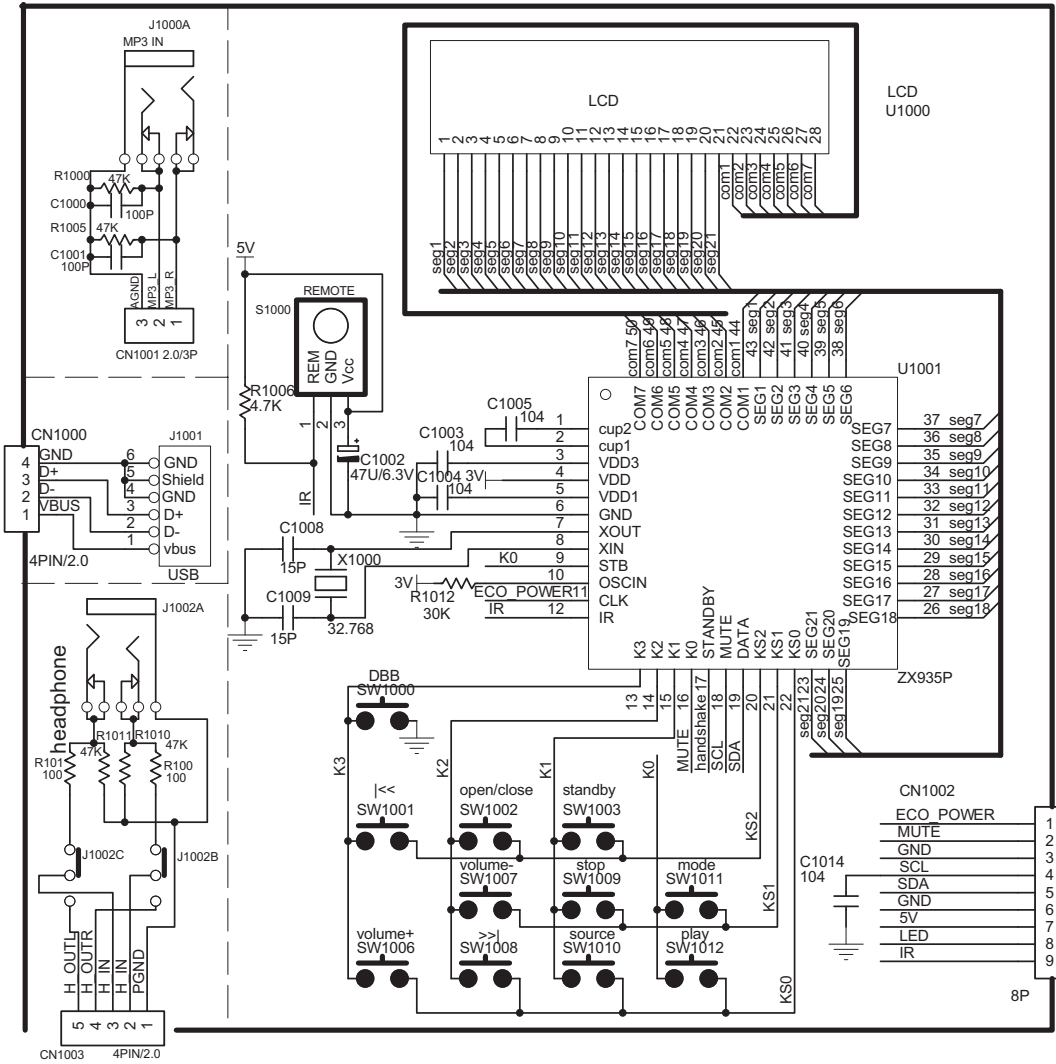 J1000A
MP3 IN
R1000
47K
C1000
100P
R1005
47K
C1001
100P
AGND
MP3_L
MP3_R
3 2 1
CN1001 2.0/3P
CN1000
4 GND
3 D+
2 D-
1 VBUS
4PIN/2.0
J1001
6 GND
5 Shield
4 GND
3 D+
2 D-
1 vbus
USB
J1002A
headphone
R1011
R1010
47K
47K
R101
100
R100
100
J1002C
J1002B
H OUTL
H OUTR
H IN
H IN
PGND
5 4 3 2 1
CN1003
4PIN/2.0
5V
REMOTE
S1000
REM
GND
Vcc
1 2 3
R1006
4.7K
C1002
47U/6.3V
IR
C1008
15P
X1000
C1009
15P
32.768
LCD
LCD
U1000
1 2 3 4 5 6 7 8 9 10 11 12 13 14 15 16 17 18 19 20 21 22 23 24 25 26 27 28
com1 com2 com3 com4 com5 com6 com7
seg1 seg2 seg3 seg4 seg5 seg6 seg7 seg8 seg9 seg10 seg11 seg12 seg13 seg14 seg15 seg16 seg17 seg18 seg19 seg20 seg21
com7 50
com6 49
com5 48
com4 47
com3 46
com2 45
com1 44
43 seg1
42 seg2
41 seg3
40 seg4
39 seg5
38 seg6
U1001
COM7 COM6 COM5 COM4 COM3 COM2 COM1 SEG1 SEG2 SEG3 SEG4 SEG5 SEG6
C1005
104
C1003
104
C1004
104
3V
3V
R1012
30K
K0
ECO_POWER
IR
1 cup2
2 cup1
3 VDD3
4 VDD
5 VDD1
6 GND
7 XOUT
8 XIN
9 STB
10 OSCIN
11 CLK
12 IR
SEG7 37 seg7
SEG8 36 seg8
SEG9 35 seg9
SEG10 34 seg10
SEG11 33 seg11
SEG12 32 seg12
SEG13 31 seg13
SEG14 30 seg14
SEG15 29 seg15
SEG16 28 seg16
SEG17 27 seg17
SEG18 26 seg18
ZX935P
K3 K2 K1 K0 STANDBY MUTE DATA KS2 KS1 KS0 SEG21 SEG20 SEG19
13 14 15 16 17 18 19 20 21 22 23 24 25
MUTE
handshake
SCL
SDA
seg21
seg20
seg19
DBB
SW1000
K3
K2
K1
K0
|<<
SW1001
open/close
SW1002
standby
SW1003
KS2
volume-
SW1007
stop
SW1009
mode
SW1011
KS1
volume+
SW1006
>>|
SW1008
source
SW1010
play
SW1012
KS0
CN1002
C1014
104
ECO_POWER 1
MUTE 2
GND 3
SCL 4
SDA 5
GND 6
5V 7
LED 8
IR 9
8P